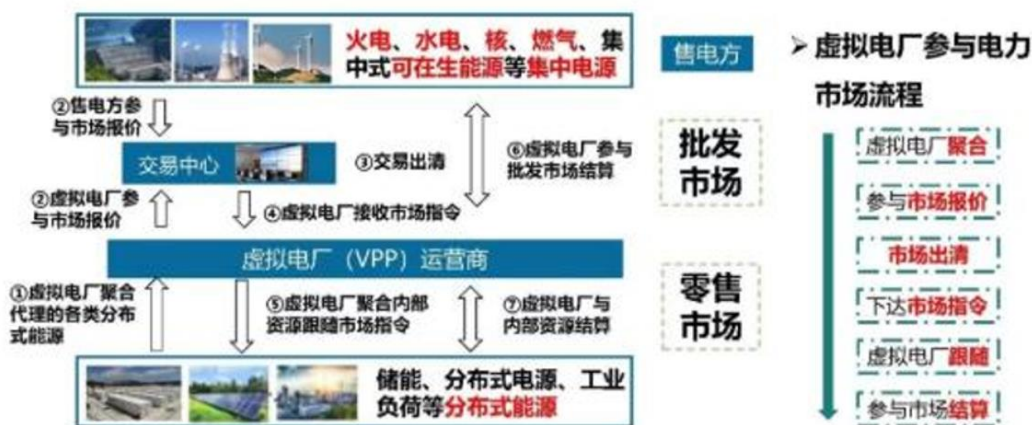 火电、水电、核、燃气、集
中式可在生能源等集中电源
售电方
➢ 虚拟电厂参与电力
市场流程
②售电方参
与市场报价
交易中心
③交易出清
⑥虚拟电厂参与
批发市场结算
批发
市场
②虚拟电厂参
与市场报价
④虚拟电厂接收市场指令
虚拟电厂（VPP）运营商
①虚拟电厂聚合
代理的各类分布
式能源
⑤虚拟电厂聚合内部
资源跟随市场指令
⑦虚拟电厂与
内部资源结算
零售
市场
储能、分布式电源、工业
负荷等分布式能源
虚拟电厂聚合
参与市场报价
市场出清
下达市场指令
虚拟电厂跟随
参与市场结算